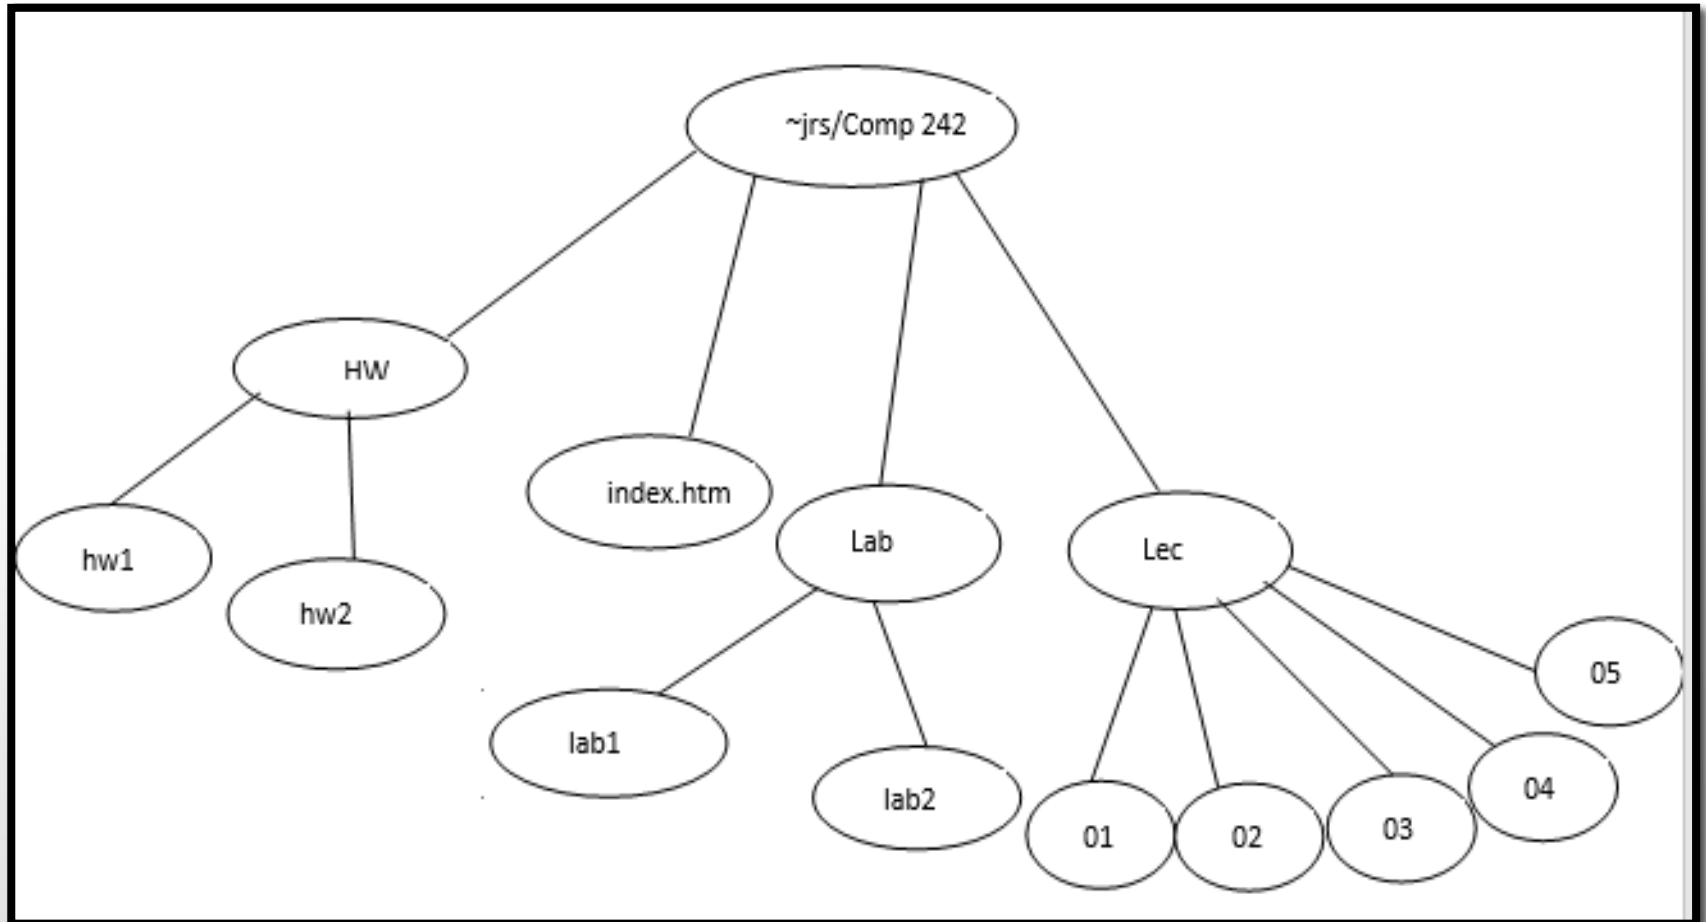 ~jrs/Comp 242
HW
index.htm
Lab
Lec
hw1
hw2
lab1
lab2
01
02
03
04
05